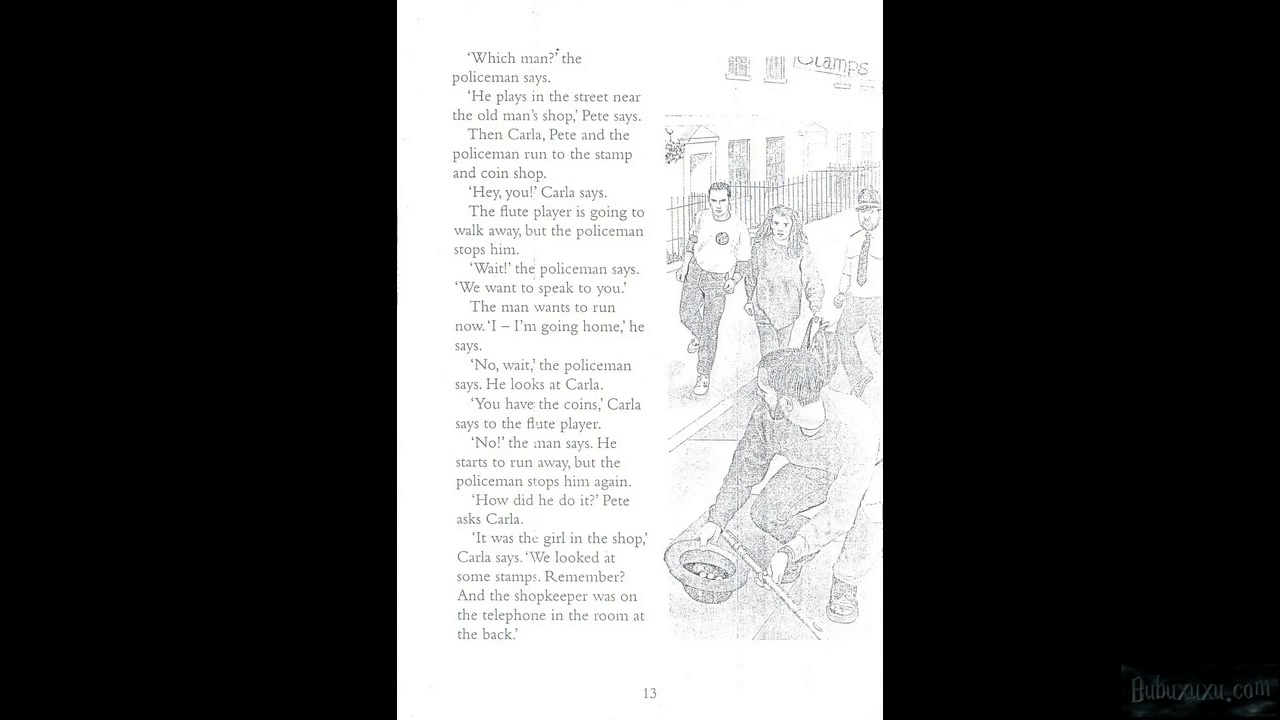 ‘Which man?’ the
policeman says.
‘He plays in the street near
the old man’s shop,’ Pete says.
Then Carla, Pete and the
policeman run to the stamp
and coin shop.
‘Hey, you!’ Carla says.
The flute player is going to
walk away, but the policeman
stops him.
‘Wait!’ the policeman says.
‘We want to speak to you.’
The man wants to run
now. ‘I – I’m going home,’ he
says.
‘No, wait,’ the policeman
says. He looks at Carla.
‘You have the coins,’ Carla
says to the flute player.
‘No!’ the man says. He
starts to run away, but the
policeman stops him again.
‘How did he do it?’ Pete
asks Carla.
‘It was the girl in the shop,’
Carla says. ‘We looked at
some stamps. Remember?
And the shopkeeper was on
the telephone in the room at
the back.’
Stamps
13
Bubuxuxu.com